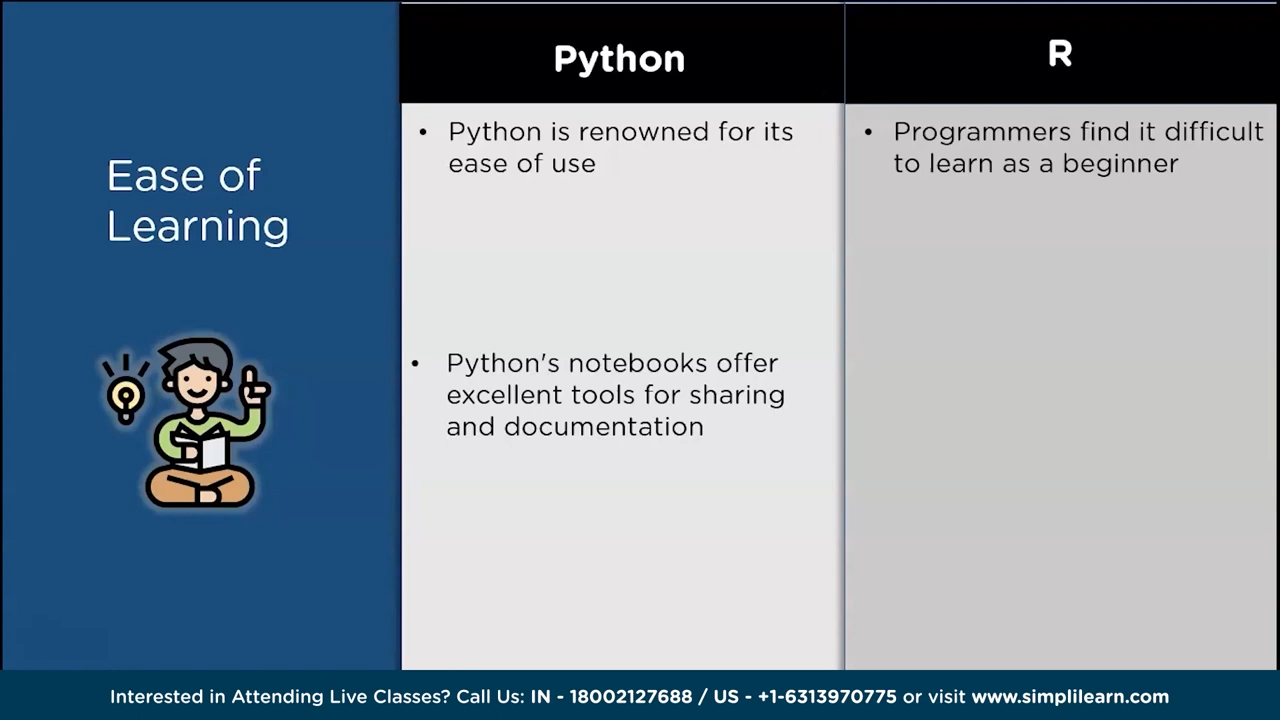 Ease of
Learning
Python
• Python is renowned for its
ease of use
• Python's notebooks offer
excellent tools for sharing
and documentation
R
• Programmers find it difficult
to learn as a beginner
Interested in Attending Live Classes? Call Us: IN - 18002127688 / US - +1-6313970775 or visit www.simplilearn.com